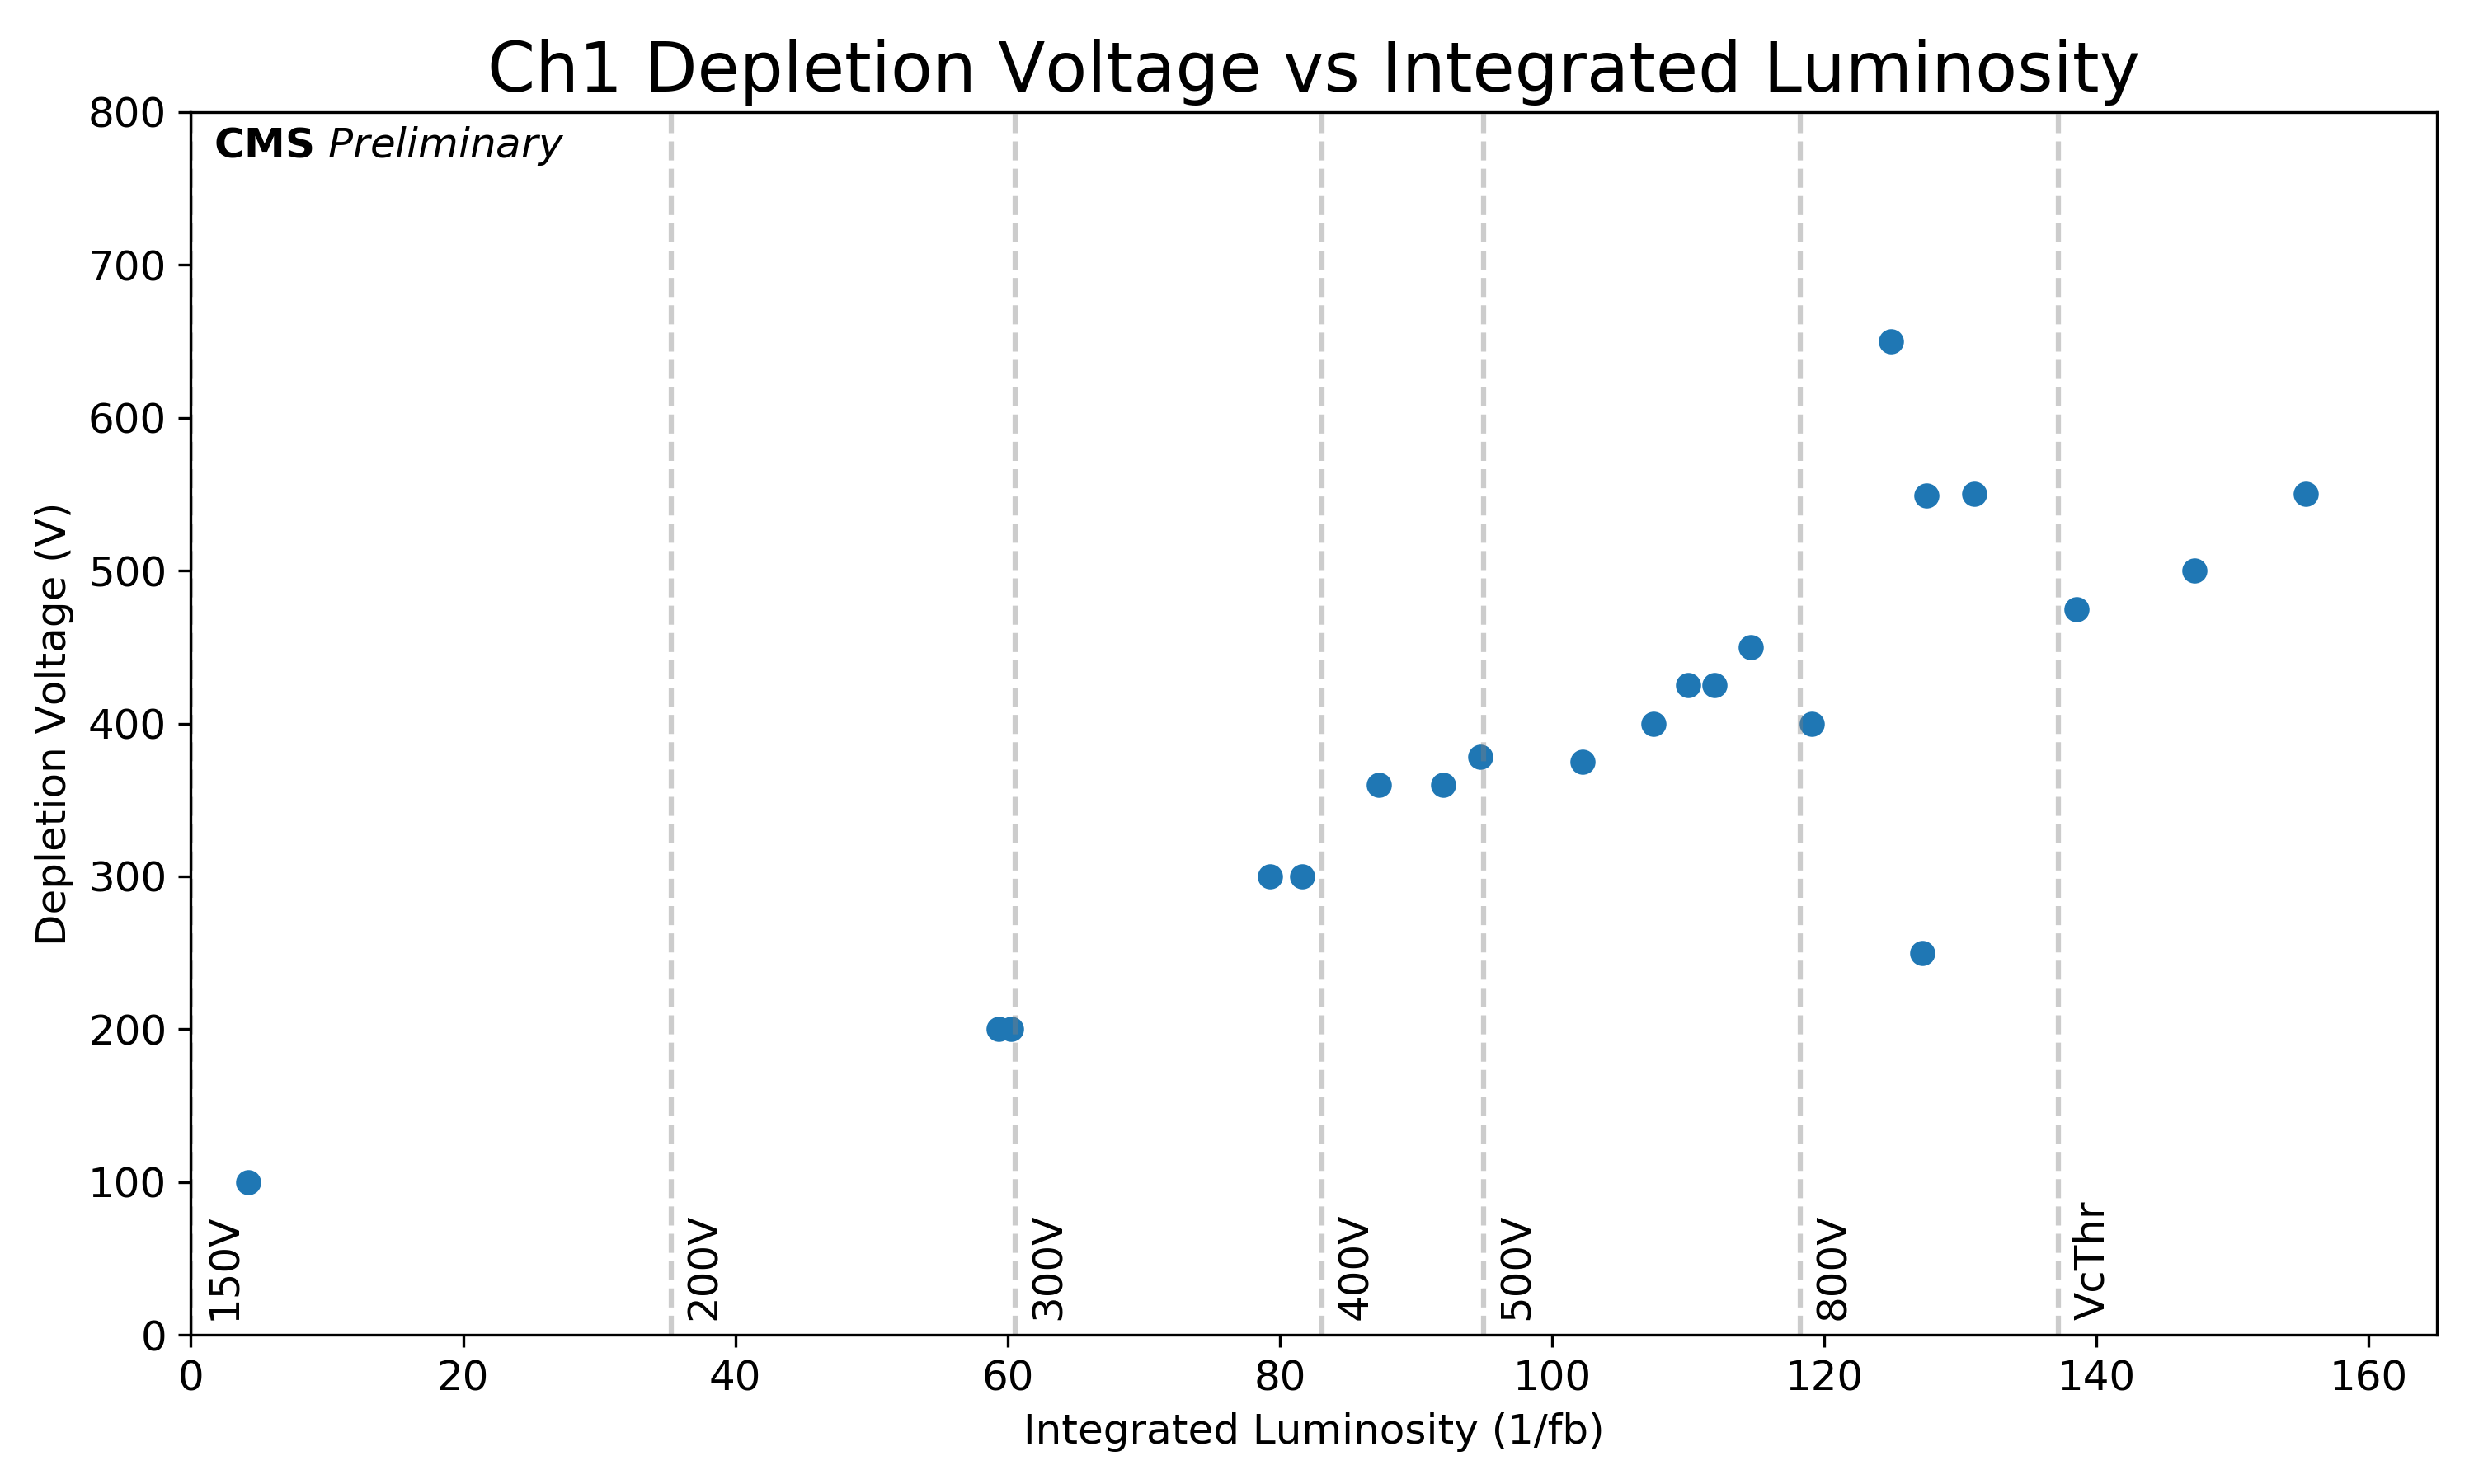 Ch1 Depletion Voltage vs Integrated Luminosity
CMS Preliminary
Depletion Voltage (V)
800
700
600
500
400
300
200
100
0
150V
200V
300V
400V
500V
800V
VcThr
0 20 40 60 80 100 120 140 160
Integrated Luminosity (1/fb)